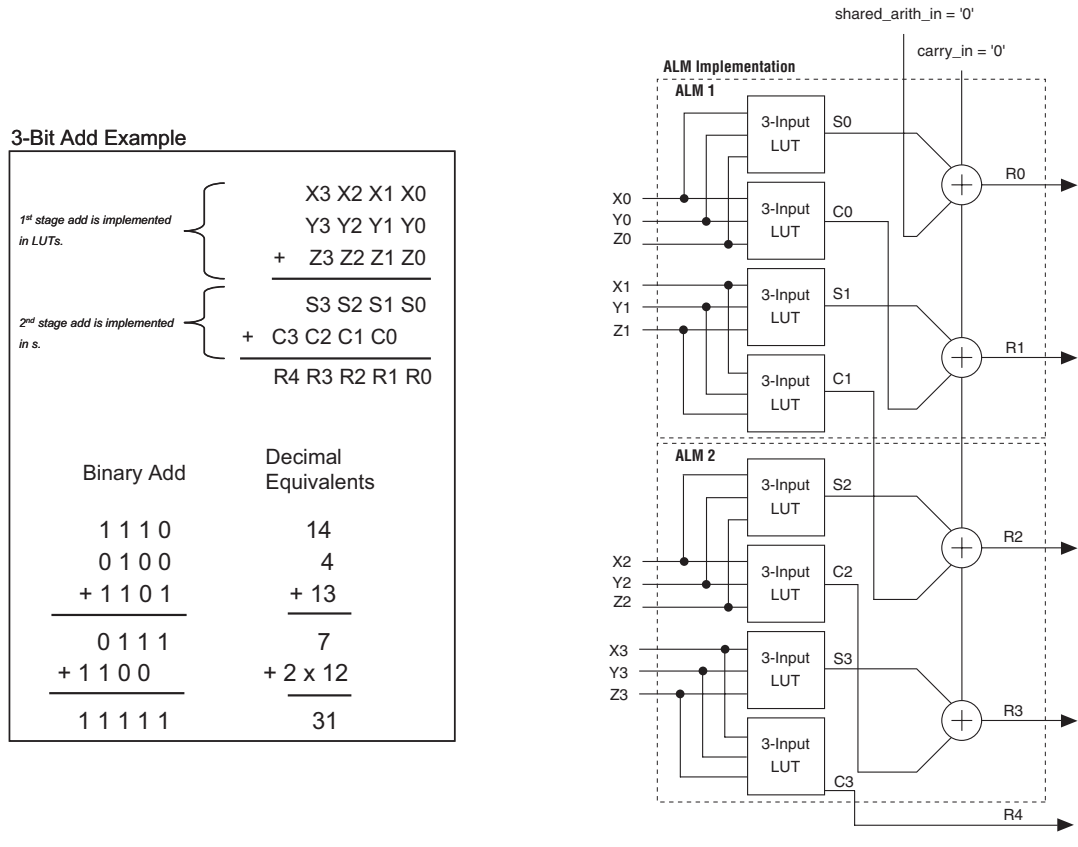 3-Bit Add Example
1st stage add is implemented
in LUTs.
X3 X2 X1 X0
Y3 Y2 Y1 Y0
+ Z3 Z2 Z1 Z0
2nd stage add is implemented
in s.
S3 S2 S1 S0
+ C3 C2 C1 C0
R4 R3 R2 R1 R0
Binary Add
1 1 1 0
0 1 0 0
+ 1 1 0 1
0 1 1 1
+ 1 1 0 0
1 1 1 1 1
Decimal
Equivalents
14
4
+ 13
7
+ 2 x 12
31
shared_arith_in = '0'
carry_in = '0'
ALM Implementation
ALM 1
3-Input
LUT
S0
R0
X0
Y0
Z0
3-Input
LUT
C0
X1
Y1
Z1
3-Input
LUT
S1
R1
3-Input
LUT
C1
ALM 2
3-Input
LUT
S2
R2
X2
Y2
Z2
3-Input
LUT
C2
X3
Y3
Z3
3-Input
LUT
S3
R3
3-Input
LUT
C3
R4